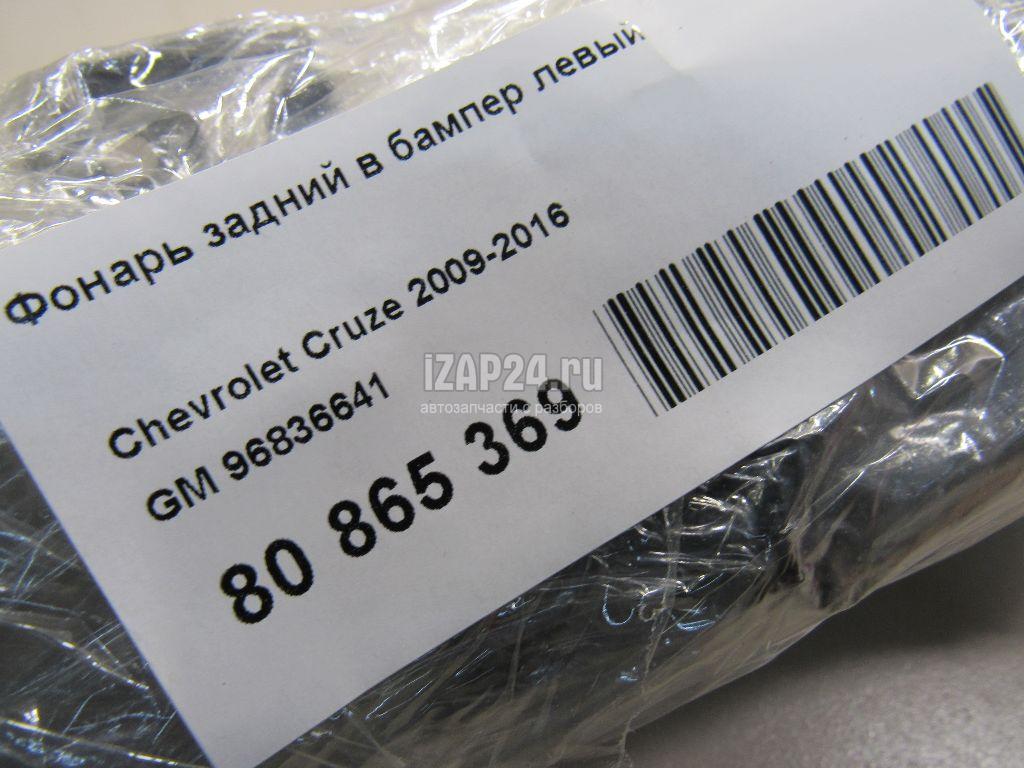 Фонарь задний в бампер левый
Chevrolet Cruze 2009-2016
GM 96836641
80 865 369
iZAP24.ru
автозапчасти с разборов